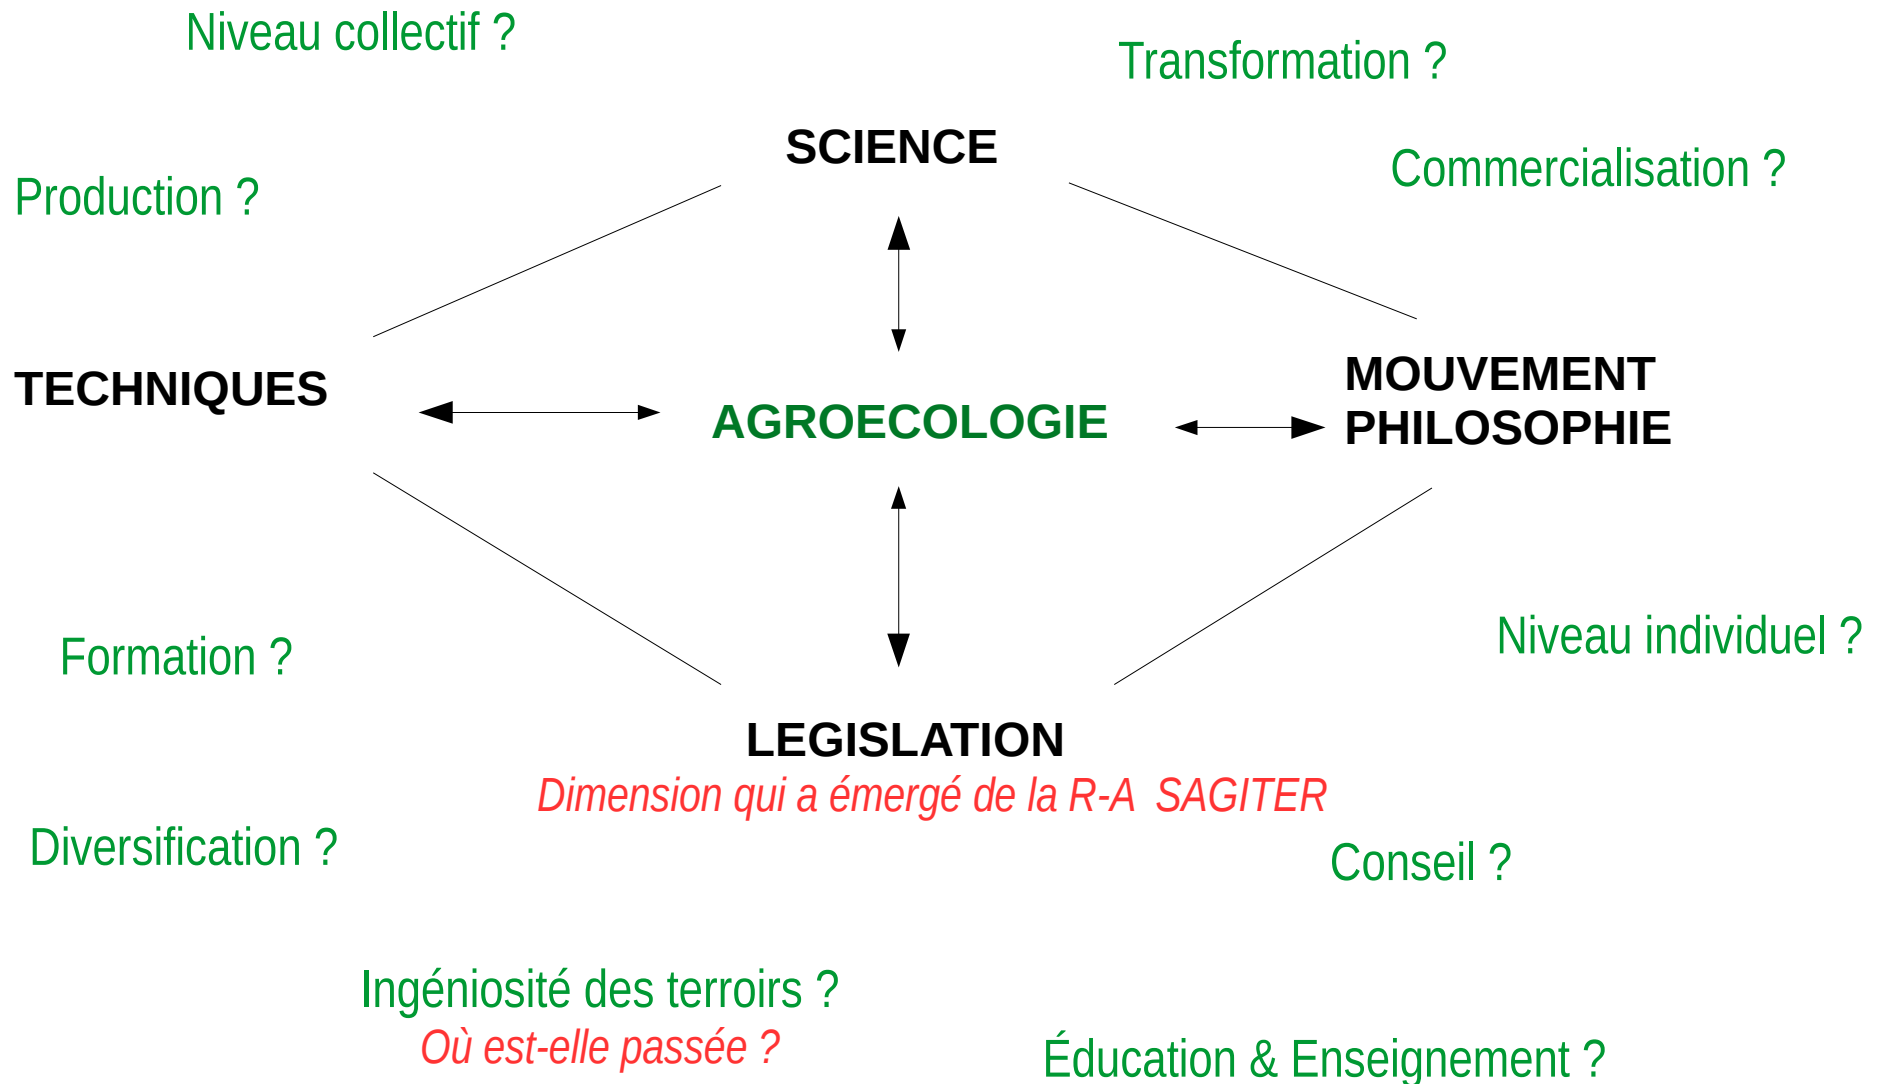 Niveau collectif ?
Transformation ?
SCIENCE
Commercialisation ?
Production ?
TECHNIQUES
AGROECOLOGIE
MOUVEMENT
PHILOSOPHIE
Formation ?
Niveau individuel ?
LEGISLATION
Dimension qui a émergé de la R-A SAGITER
Diversification ?
Conseil ?
Ingéniosité des terroirs ?
Où est-elle passée ?
Éducation & Enseignement ?